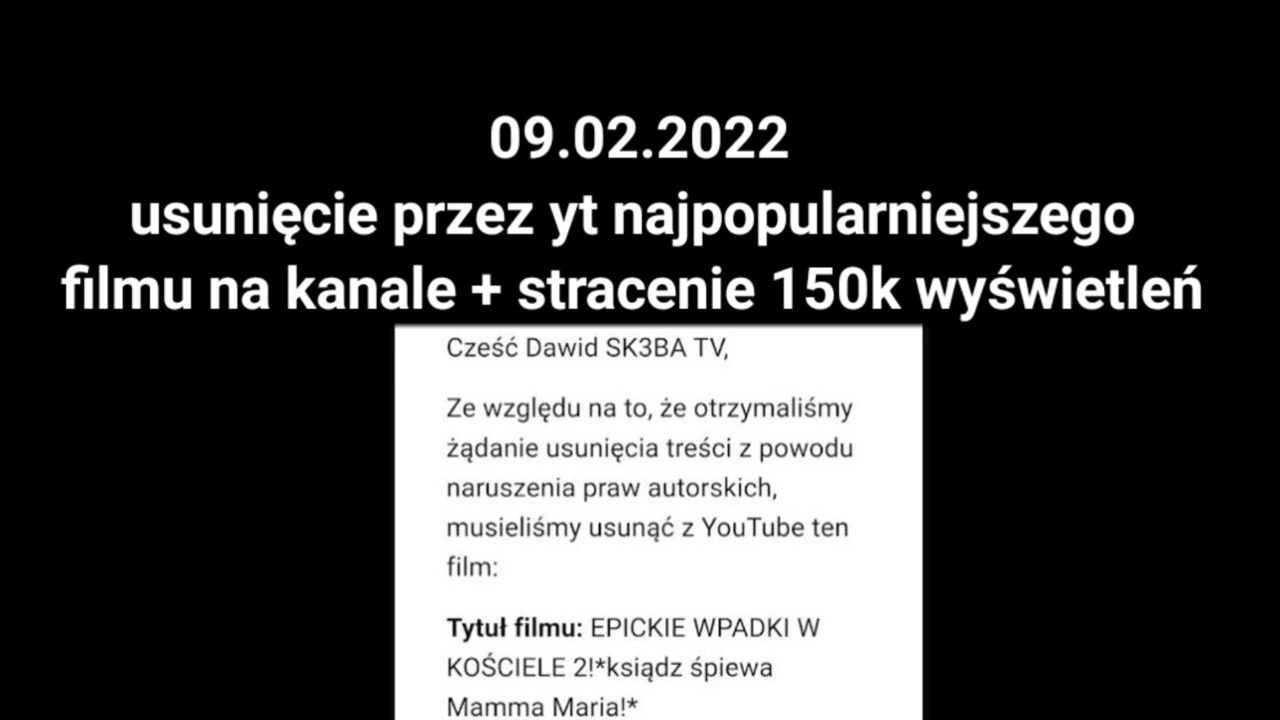 09.02.2022
usunięcie przez yt najpopularniejszego
filmu na kanale + stracenie 150k wyświetleń
Cześć Dawid SK3BA TV,
Ze względu na to, że otrzymaliśmy
żądanie usunięcia treści z powodu
naruszenia praw autorskich,
musieliśmy usunąć z YouTube ten
film:
Tytuł filmu: EPICKIE WPADKI W
KOŚCIELE 2!*ksiądz śpiewa
Mamma Maria!*